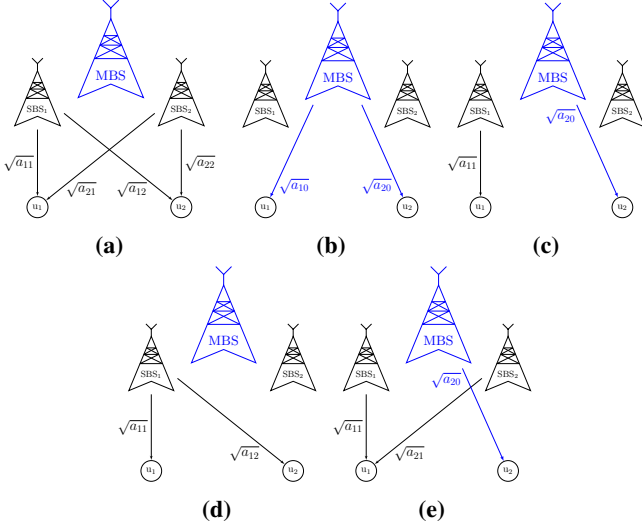 MBS
SBS₁
SBS₂
√a₁₁
√a₂₁
√a₁₂
√a₂₂
u₁
u₂
(a)
MBS
SBS₁
SBS₂
√a₁₀
√a₂₀
u₁
u₂
(b)
MBS
SBS₁
SBS₂
√a₂₀
√a₁₁
u₁
u₂
(c)
MBS
SBS₁
SBS₂
√a₁₁
√a₁₂
u₁
u₂
(d)
MBS
SBS₁
SBS₂
√a₂₀
√a₁₁
√a₂₁
u₁
u₂
(e)